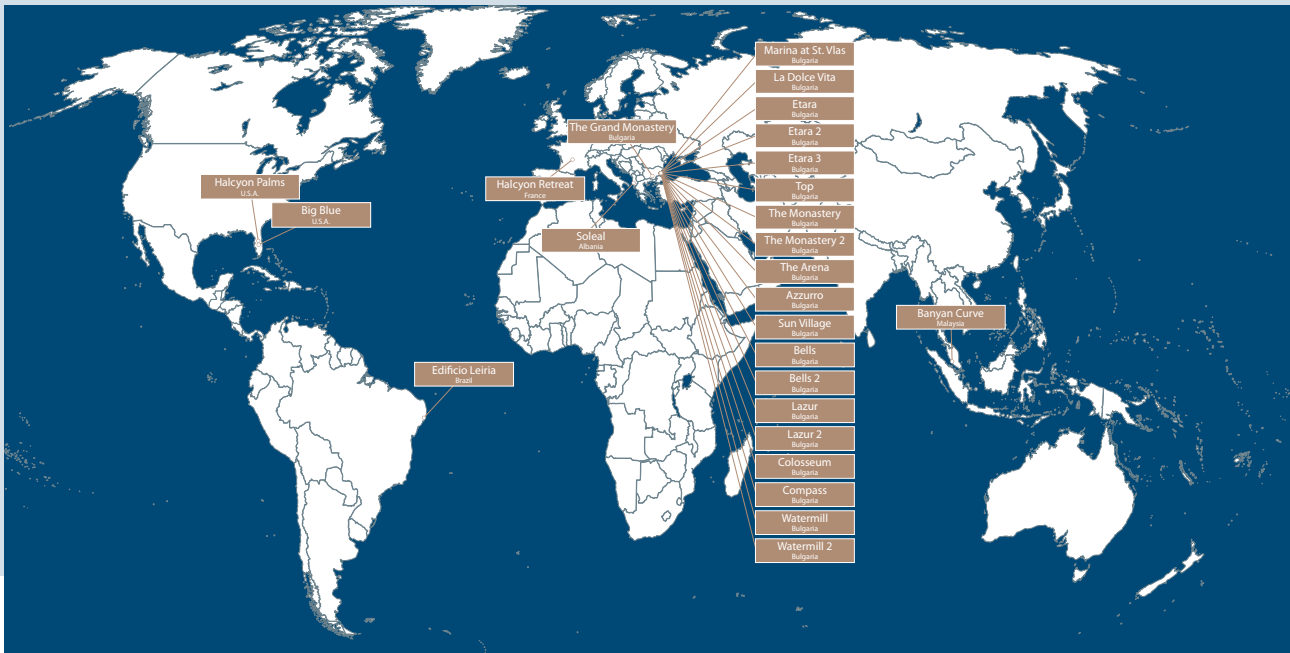 Marina at St. Vlas
Bulgaria
La Dolce Vita
Bulgaria
Etara
Bulgaria
The Grand Monastery
Bulgaria
Etara 2
Bulgaria
Etara 3
Bulgaria
Halcyon Palms
U.S.A.
Halcyon Retreat
France
Top
Bulgaria
Big Blue
U.S.A.
The Monastery
Bulgaria
Soleal
Albania
The Monastery 2
Bulgaria
The Arena
Bulgaria
Azzurro
Bulgaria
Banyan Curve
Malaysia
Sun Village
Bulgaria
Bells
Bulgaria
Edificio Leiria
Brazil
Bells 2
Bulgaria
Lazur
Bulgaria
Lazur 2
Bulgaria
Colosseum
Bulgaria
Compass
Bulgaria
Watermill
Bulgaria
Watermill 2
Bulgaria